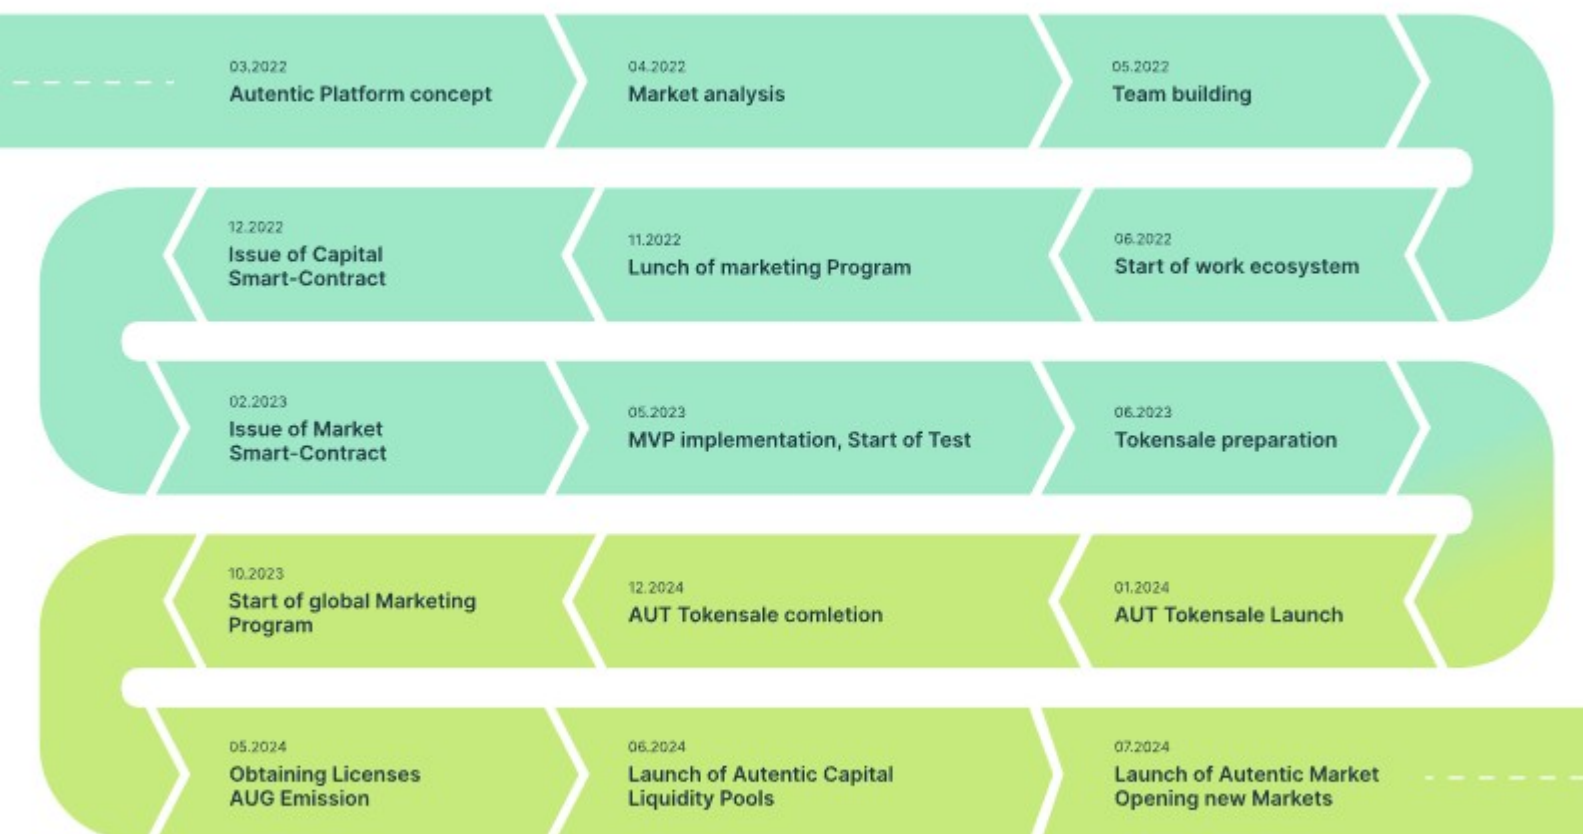 03.2022
Autentic Platform concept
04.2022
Market analysis
05.2022
Team building
12.2022
Issue of Capital
Smart-Contract
11.2022
Lunch of marketing Program
06.2022
Start of work ecosystem
02.2023
Issue of Market
Smart-Contract
05.2023
MVP implementation, Start of Test
06.2023
Tokensale preparation
10.2023
Start of global Marketing
Program
12.2024
AUT Tokensale comletion
01.2024
AUT Tokensale Launch
05.2024
Obtaining Licenses
AUG Emission
06.2024
Launch of Autentic Capital
Liquidity Pools
07.2024
Launch of Autentic Market
Opening new Markets